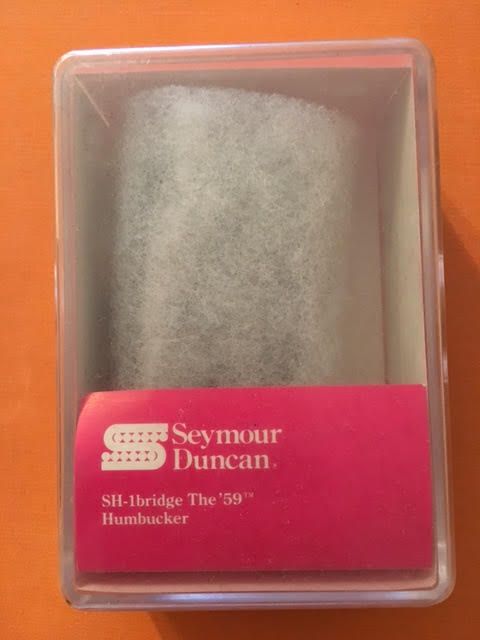 Seymour
Duncan®
SH-1bridge The '59™
Humbucker